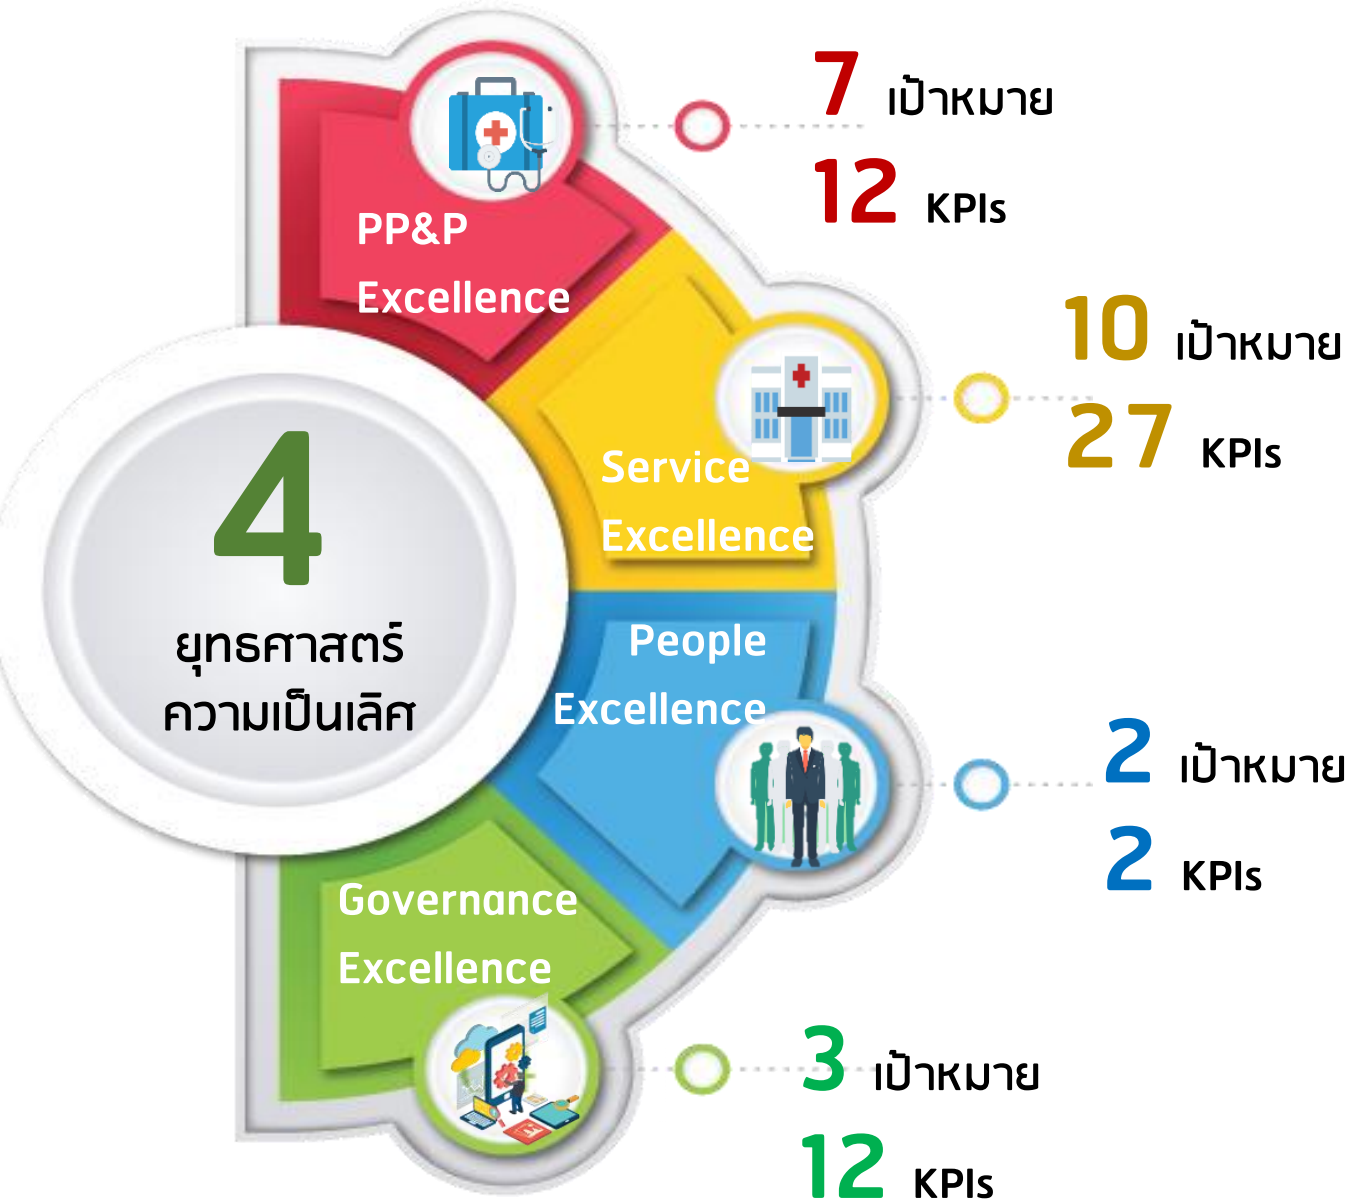 4
ยุทธศาสตร์
ความเป็นเลิศ
PP&P
Excellence
7 เป้าหมาย
12 KPIs
Service
Excellence
10 เป้าหมาย
27 KPIs
People
Excellence
2 เป้าหมาย
2 KPIs
Governance
Excellence
3 เป้าหมาย
12 KPIs